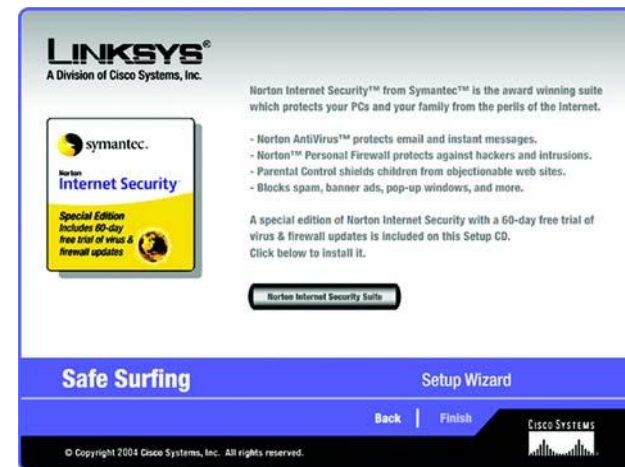 LINKSYS®
A Division of Cisco Systems, Inc.
symantec.
Norton
Internet Security
Special Edition
Includes 60-day
free trial of virus &
firewall updates
Norton Internet Security™ from Symantec™ is the award winning suite
which protects your PCs and your family from the perils of the Internet.
- Norton AntiVirus™ protects email and instant messages.
- Norton™ Personal Firewall protects against hackers and intrusions.
- Parental Control shields children from objectionable web sites.
- Blocks spam, banner ads, pop-up windows, and more.
A special edition of Norton Internet Security with a 60-day free trial of
virus & firewall updates is included on this Setup CD.
Click below to install it.
Norton Internet Security Suite
Safe Surfing
Setup Wizard
Back
Finish
CISCO SYSTEMS
© Copyright 2004 Cisco Systems, Inc. All rights reserved.